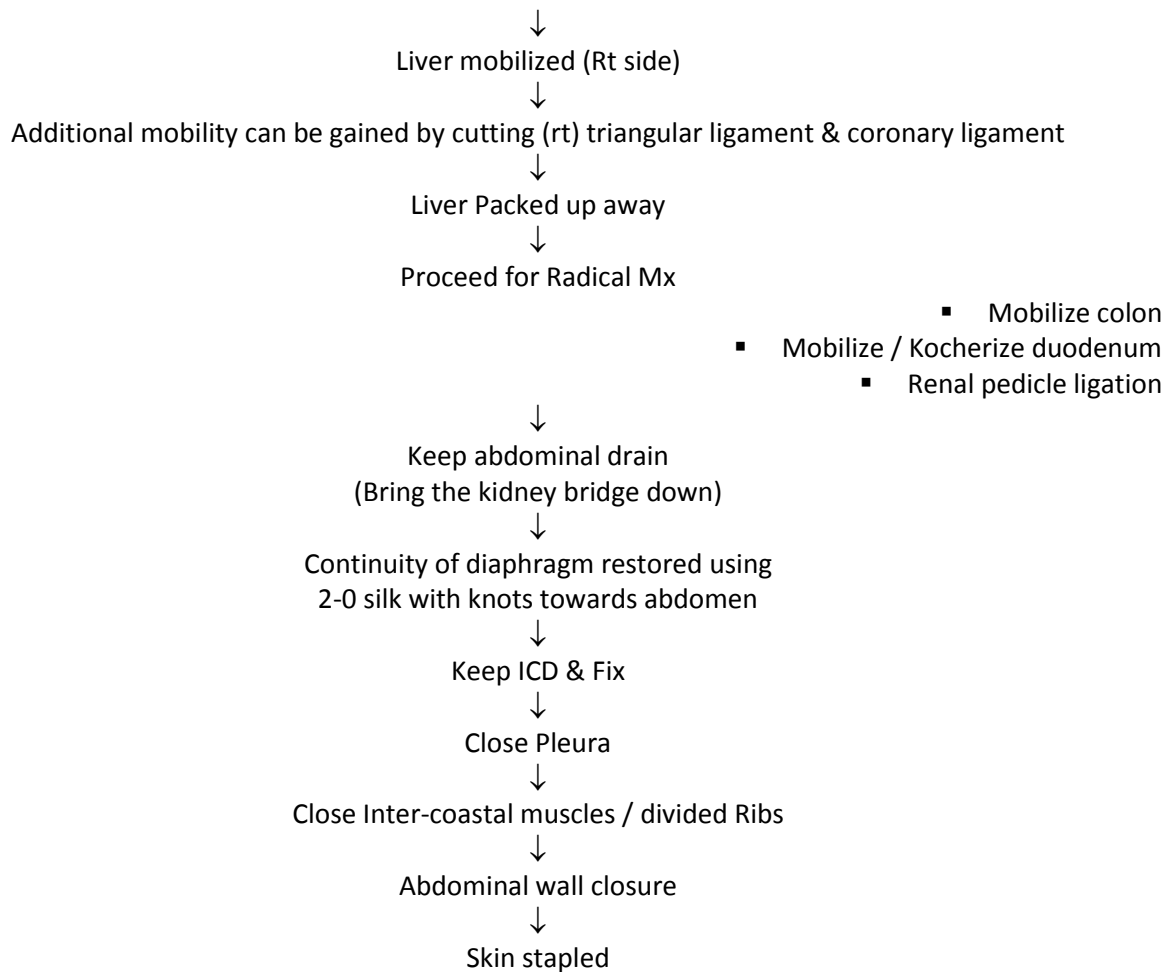 ↓
Liver mobilized (Rt side)
↓
Additional mobility can be gained by cutting (rt) triangular ligament & coronary ligament
↓
Liver Packed up away
↓
Proceed for Radical Mx
▪ Mobilize colon
▪ Mobilize / Kocherize duodenum
▪ Renal pedicle ligation
↓
Keep abdominal drain
(Bring the kidney bridge down)
↓
Continuity of diaphragm restored using
2-0 silk with knots towards abdomen
↓
Keep ICD & Fix
↓
Close Pleura
↓
Close Inter-coastal muscles / divided Ribs
↓
Abdominal wall closure
↓
Skin stapled